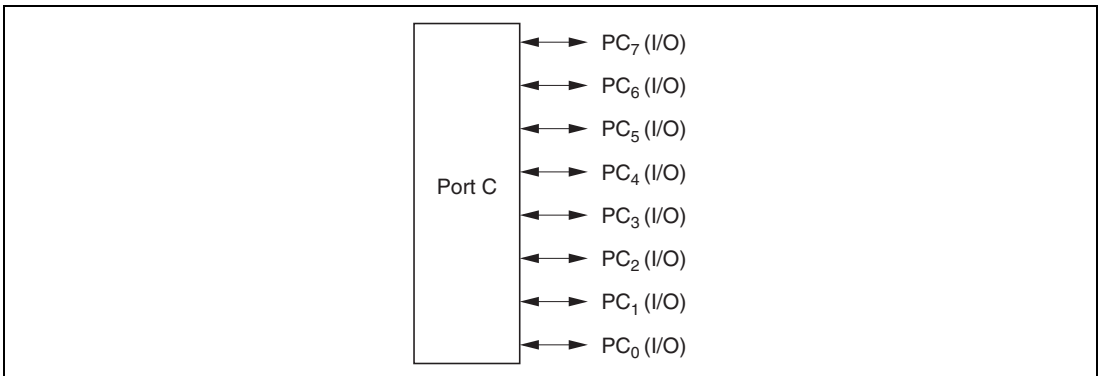 PC₇ (I/O)
PC₆ (I/O)
PC₅ (I/O)
PC₄ (I/O)
Port C
PC₃ (I/O)
PC₂ (I/O)
PC₁ (I/O)
PC₀ (I/O)